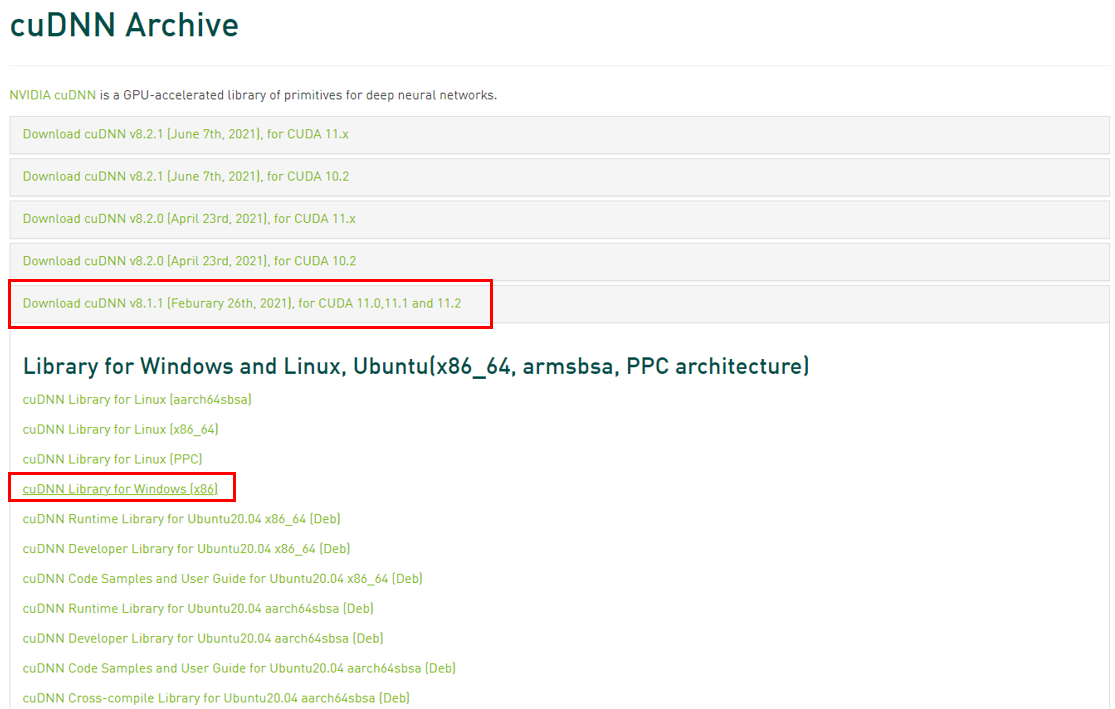 cuDNN Archive
NVIDIA cuDNN is a GPU-accelerated library of primitives for deep neural networks.
Download cuDNN v8.2.1 (June 7th, 2021), for CUDA 11.x
Download cuDNN v8.2.1 (June 7th, 2021), for CUDA 10.2
Download cuDNN v8.2.0 (April 23rd, 2021), for CUDA 11.x
Download cuDNN v8.2.0 (April 23rd, 2021), for CUDA 10.2
Download cuDNN v8.1.1 (Feburary 26th, 2021), for CUDA 11.0,11.1 and 11.2
Library for Windows and Linux, Ubuntu(x86_64, armsbsa, PPC architecture)
cuDNN Library for Linux (aarch64sbsa)
cuDNN Library for Linux (x86_64)
cuDNN Library for Linux (PPC)
cuDNN Library for Windows (x86)
cuDNN Runtime Library for Ubuntu20.04 x86_64 (Deb)
cuDNN Developer Library for Ubuntu20.04 x86_64 (Deb)
cuDNN Code Samples and User Guide for Ubuntu20.04 x86_64 (Deb)
cuDNN Runtime Library for Ubuntu20.04 aarch64sbsa (Deb)
cuDNN Developer Library for Ubuntu20.04 aarch64sbsa (Deb)
cuDNN Code Samples and User Guide for Ubuntu20.04 aarch64sbsa (Deb)
cuDNN Cross-compile Library for Ubuntu20.04 aarch64sbsa (Deb)